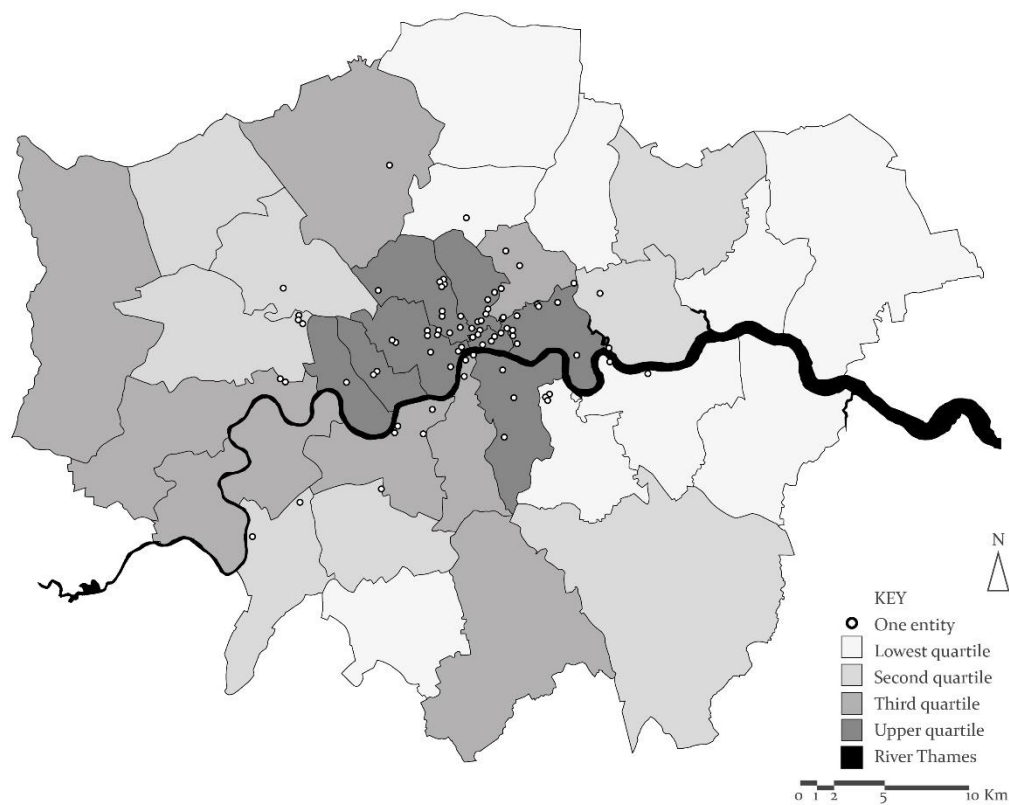 N
KEY
One entity
Lowest quartile
Second quartile
Third quartile
Upper quartile
River Thames
0 1 2 5 10 Km